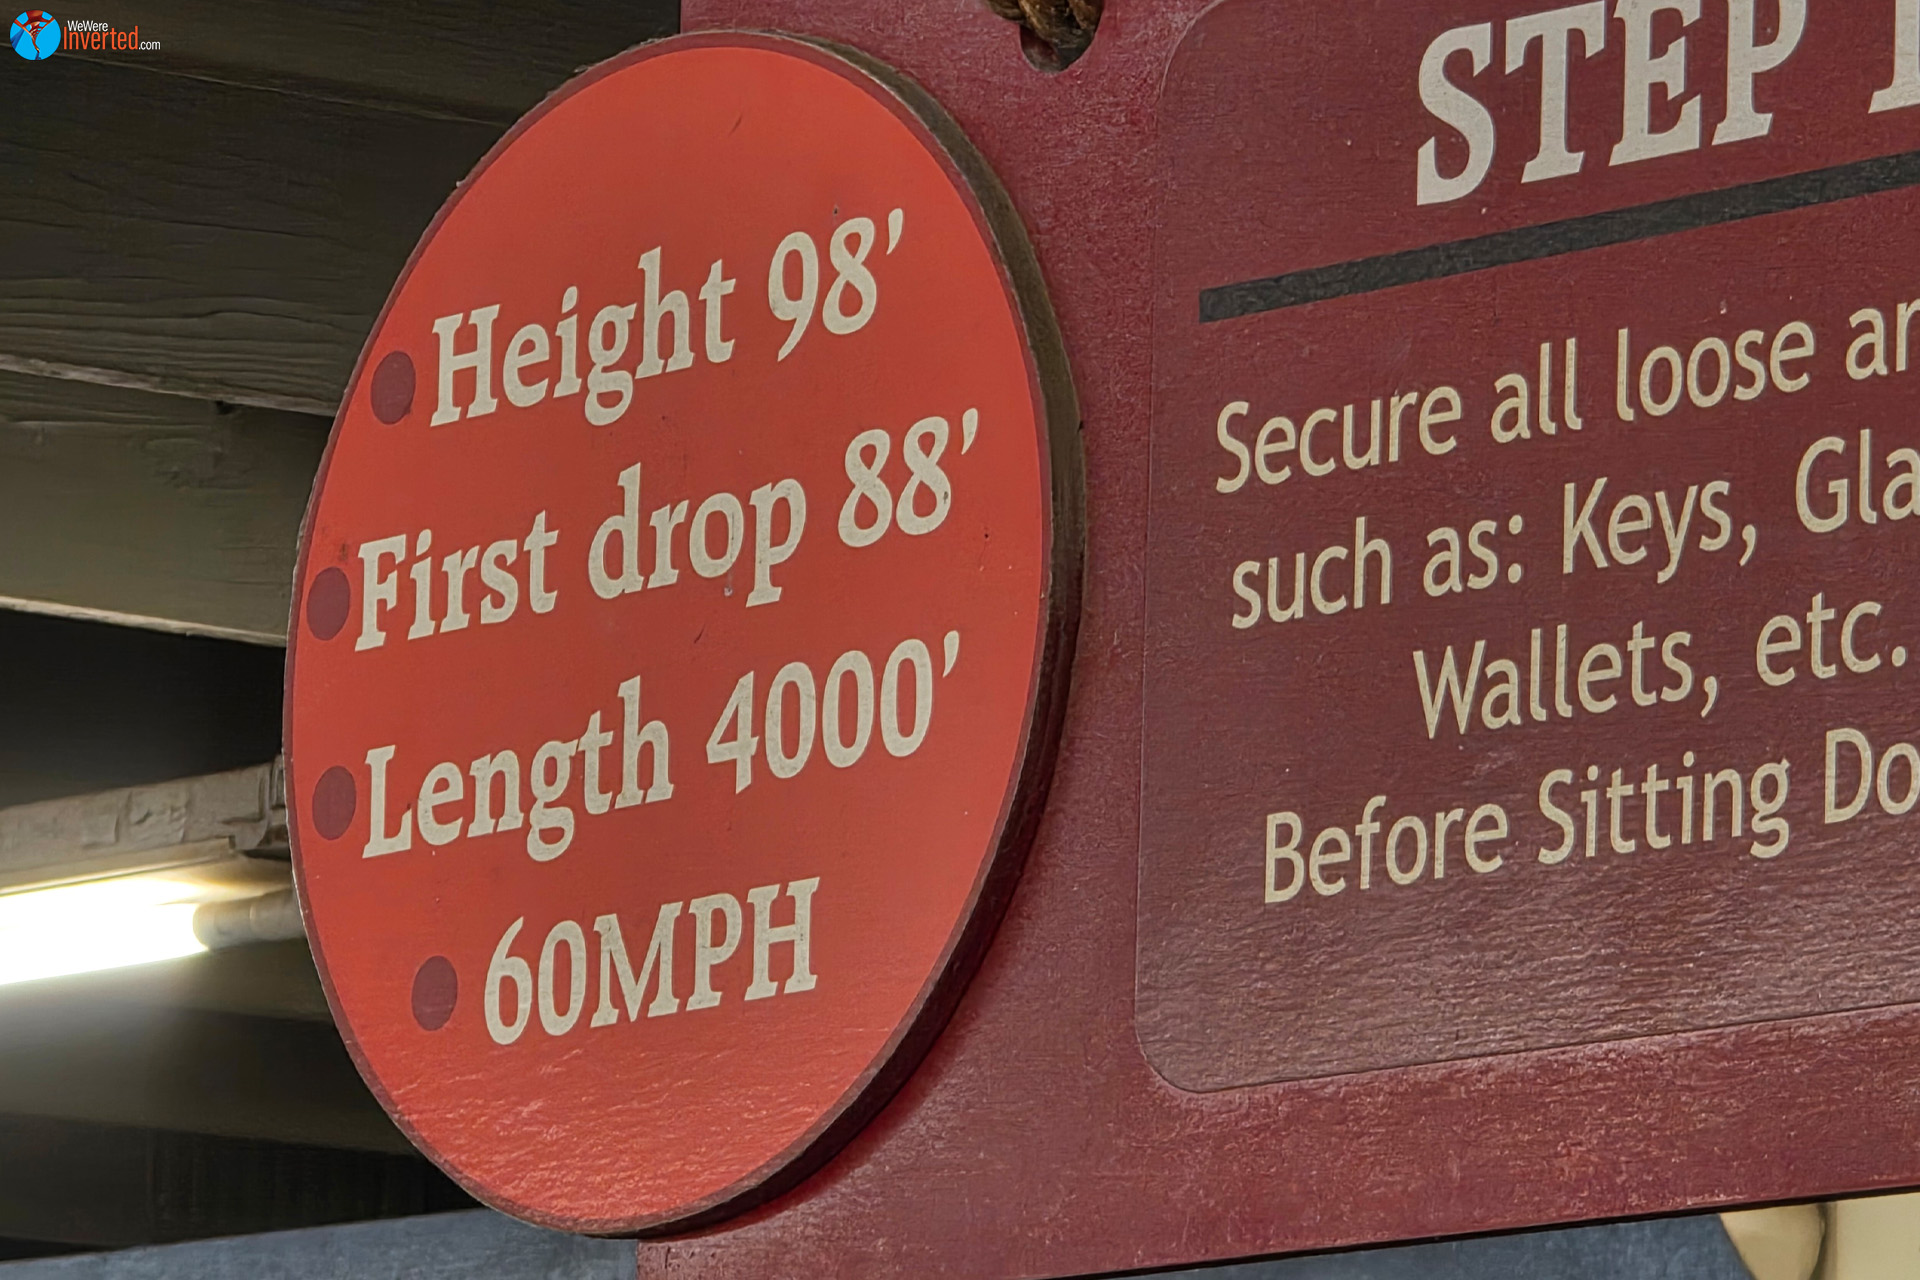 WeWere
Inverted.com
Height 98'
First drop 88'
Length 4000'
60MPH
STEP
Secure all loose
such as: Keys,
Wallets, etc.
Before Sitting